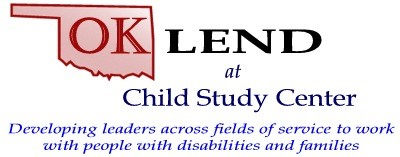 OK LEND
at
Child Study Center
Developing leaders across fields of service to work
with people with disabilities and families